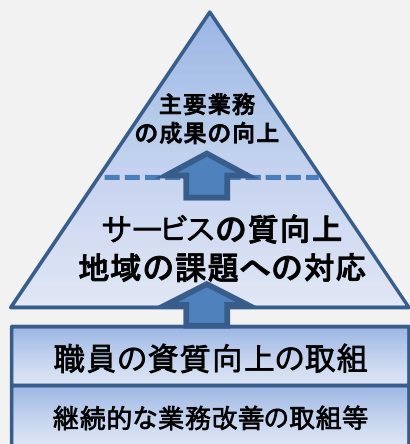 主要業務
の成果の向上
サービスの質向上
地域の課題への対応
職員の資質向上の取組
継続的な業務改善の取組等